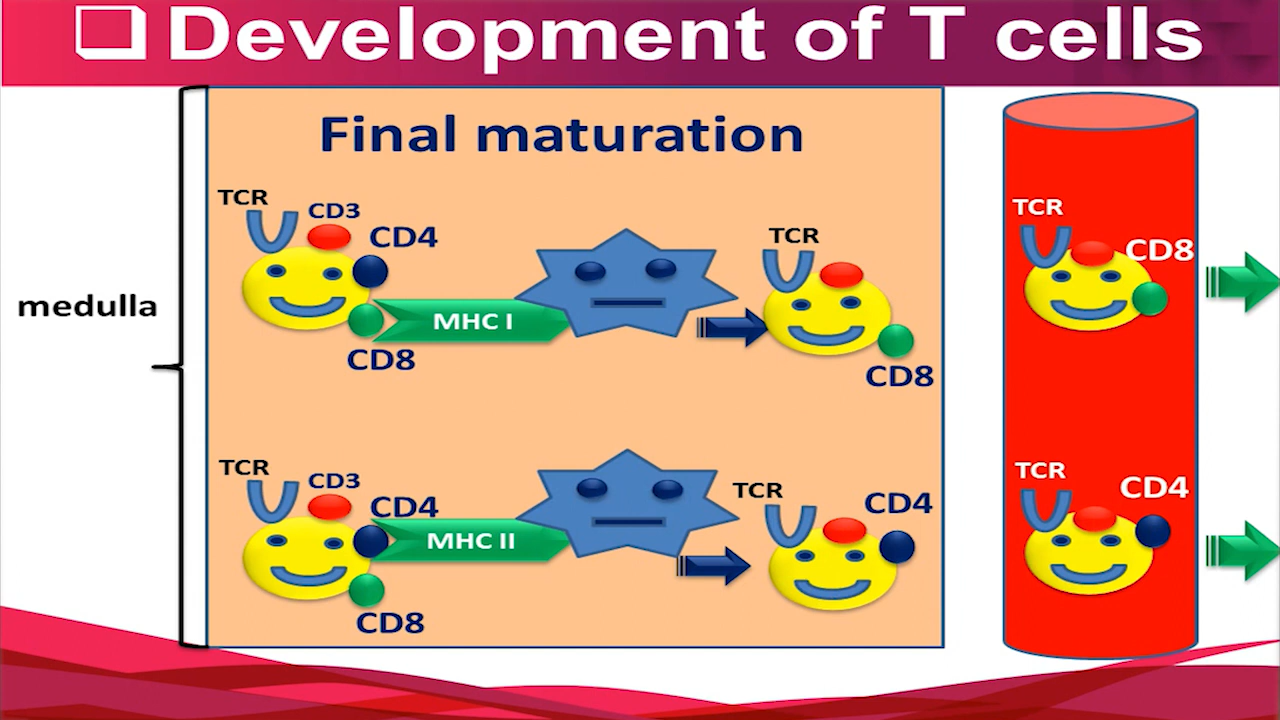 Development of T cells
Final maturation
medulla
TCR
CD3
CD4
MHC I
CD8
TCR
CD8
TCR
CD8
TCR
CD3
CD4
MHC II
CD8
TCR
CD4
TCR
CD4